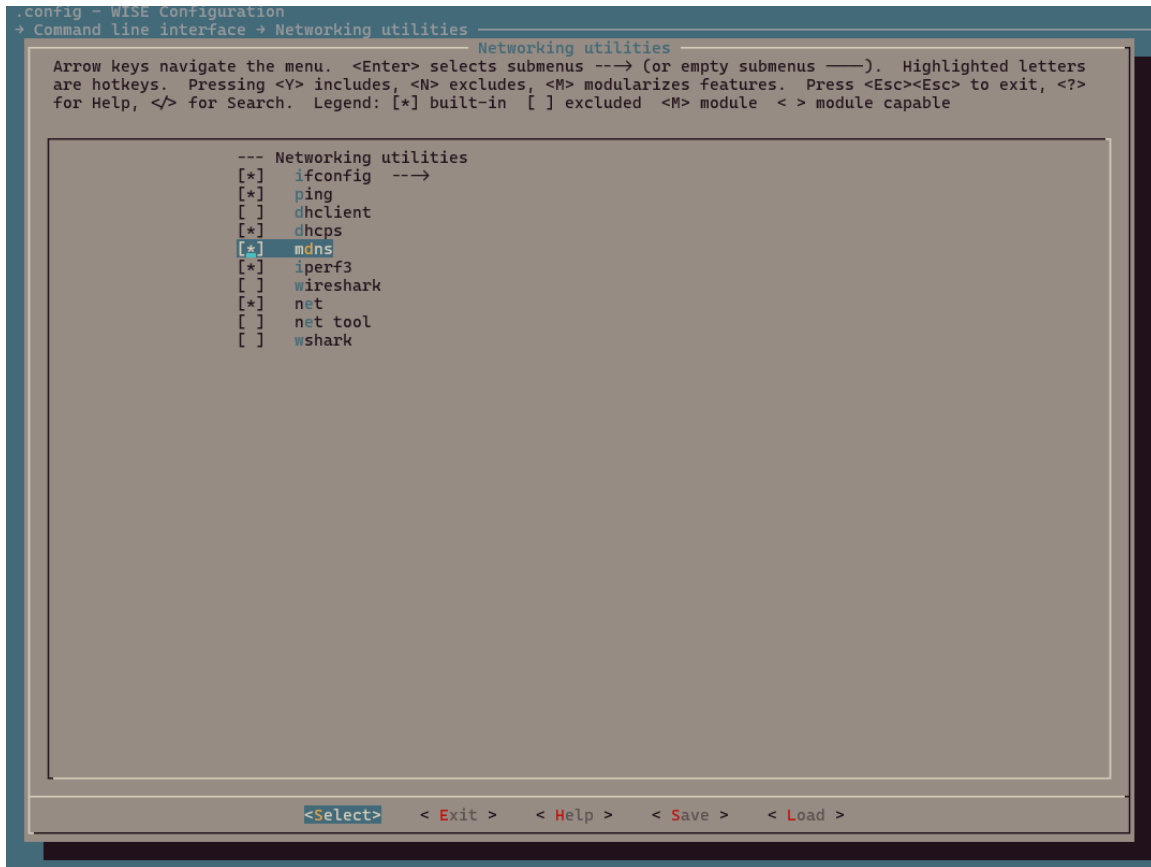 .config - WISE Configuration
→ Command line interface → Networking utilities
Networking utilities
Arrow keys navigate the menu. <Enter> selects submenus ---> (or empty submenus ----). Highlighted letters
are hotkeys. Pressing <Y> includes, <N> excludes, <M> modularizes features. Press <Esc><Esc> to exit, <?>
for Help, </> for Search. Legend: [*] built-in [ ] excluded <M> module < > module capable
--- Networking utilities
[*] ifconfig --->
[*] ping
[ ] dhclient
[*] dhcps
[*] mdns
[*] iperf3
[ ] wireshark
[*] net
[ ] net tool
[ ] wshark
<Select> < Exit > < Help > < Save > < Load >